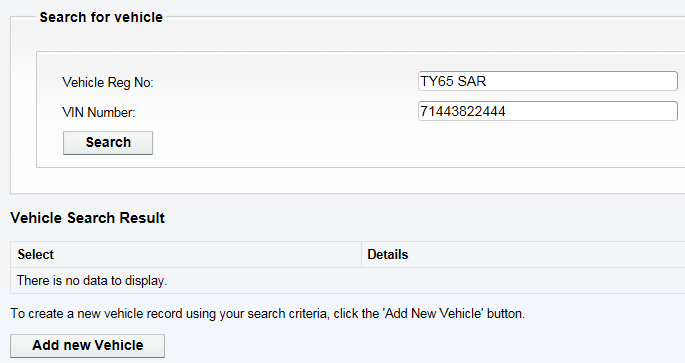 Search for vehicle
Vehicle Reg No: TY65 SAR
VIN Number: 71443822444
Search
Vehicle Search Result
Select Details
There is no data to display.
To create a new vehicle record using your search criteria, click the 'Add New Vehicle' button.
Add new Vehicle